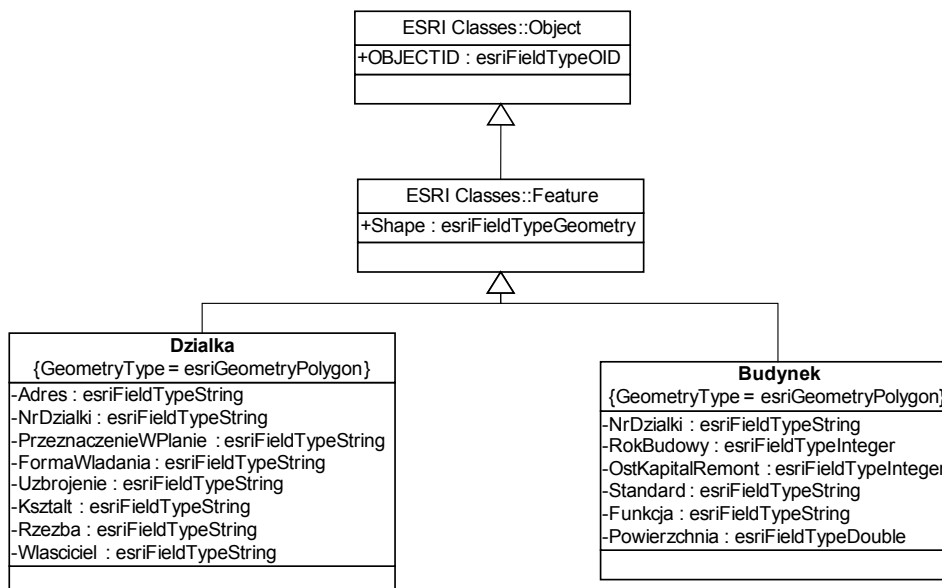 ESRI Classes::Object
+OBJECTID : esriFieldTypeOID
ESRI Classes::Feature
+Shape : esriFieldTypeGeometry
Dzialka
{GeometryType = esriGeometryPolygon}
-Adres : esriFieldTypeString
-NrDzialki : esriFieldTypeString
-PrzeznaczenieWPlanie : esriFieldTypeString
-FormaWladania : esriFieldTypeString
-Uzbrojenie : esriFieldTypeString
-Ksztalt : esriFieldTypeString
-Rzezba : esriFieldTypeString
-Wlasciciel : esriFieldTypeString
Budynek
{GeometryType = esriGeometryPolygon}
-NrDzialki : esriFieldTypeString
-RokBudowy : esriFieldTypeInteger
-OstKapitalRemont : esriFieldTypeInteger
-Standard : esriFieldTypeString
-Funkcja : esriFieldTypeString
-Powierzchnia : esriFieldTypeDouble